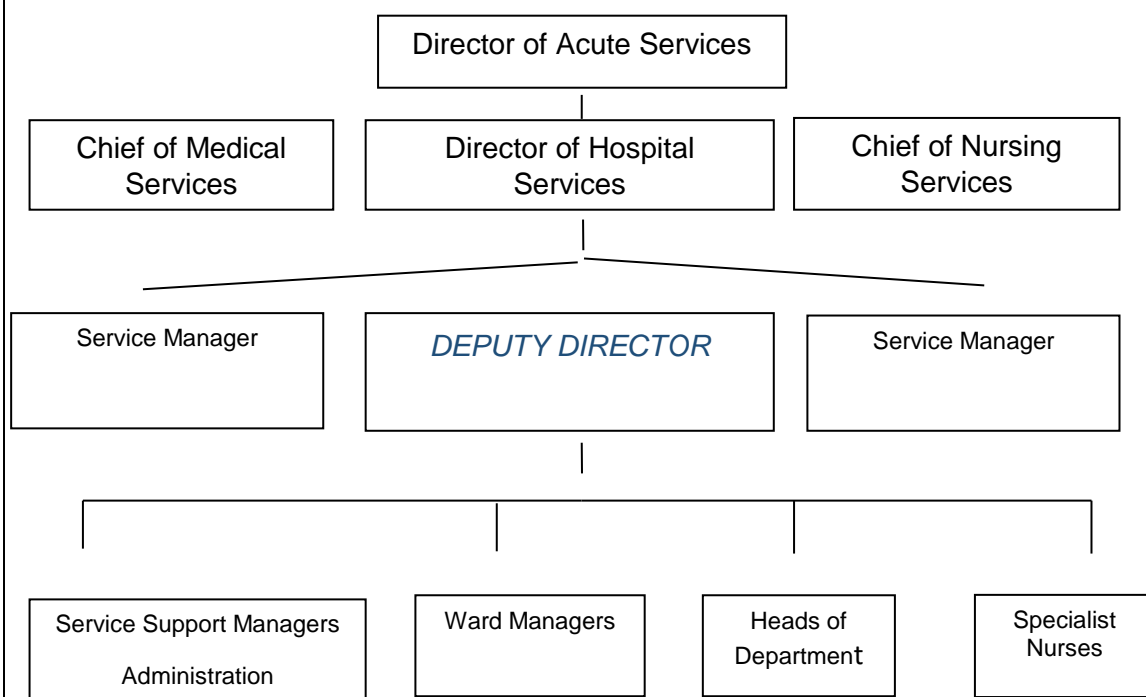 Director of Acute Services
Chief of Medical
Services
Director of Hospital
Services
Chief of Nursing
Services
Service Manager
DEPUTY DIRECTOR
Service Manager
Service Support Managers
Administration
Ward Managers
Heads of
Department
Specialist
Nurses